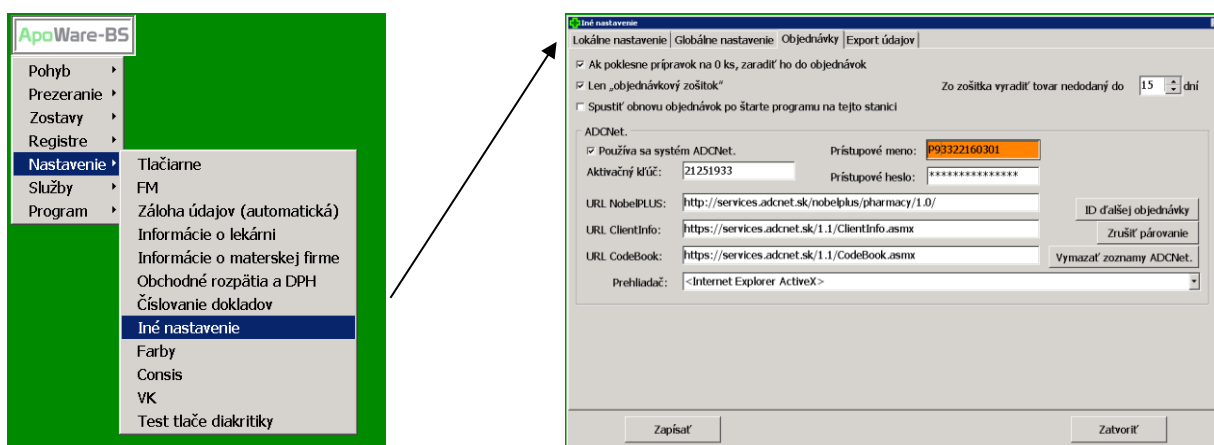 ApoWare-BS
Pohyb
Prezeranie
Zostavy
Registre
Nastavenie
Služby
Program
Tlačiarne
FM
Záloha údajov (automatická)
Informácie o lekárni
Informácie o materskej firme
Obchodné rozpätia a DPH
Číslovanie dokladov
Iné nastavenie
Farby
Consis
VK
Test tlače diakritiky
Iné nastavenie
Lokálne nastavenie Globálne nastavenie Objednávky Export údajov
Ak poklesne prípravok na 0 ks, zaradiť ho do objednávok
Len „objednávkový zošitok“ Zo zošitka vyradiť tovar nedodaný do 15 dní
Spustiť obnovu objednávok po štarte programu na tejto stanici
ADCNet.
Používa sa systém ADCNet. Prístupové meno: P93322160301
Aktivačný kľúč: 21251933 Prístupové heslo: ***************
URL NobelPLUS: http://services.adcnet.sk/nobelplus/pharmacy/1.0/ ID ďalšej objednávky
URL ClientInfo: https://services.adcnet.sk/1.1/ClientInfo.asmx Zrušiť párovanie
URL CodeBook: https://services.adcnet.sk/1.1/CodeBook.asmx Vymazať zoznamy ADCNet.
Prehliadač: <Internet Explorer ActiveX>
Zapísať Zatvoriť